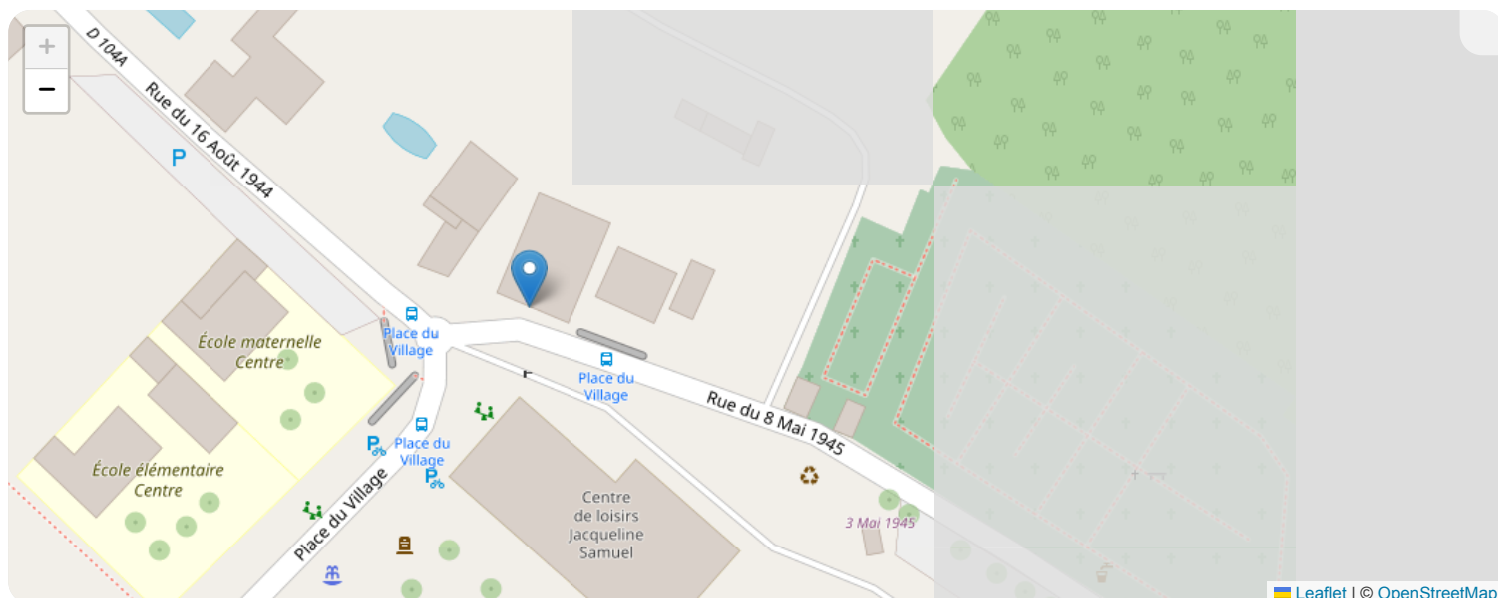 +
−
D 104A
Rue du 16 Août 1944
P
Place du
Village
École maternelle
Centre
Place du
Village
Rue du 8 Mai 1945
P
Place du
Village
P
École élémentaire
Centre
Place du Village
Centre
de loisirs
Jacqueline
Samuel
3 Mai 1945
Leaflet | © OpenStreetMap